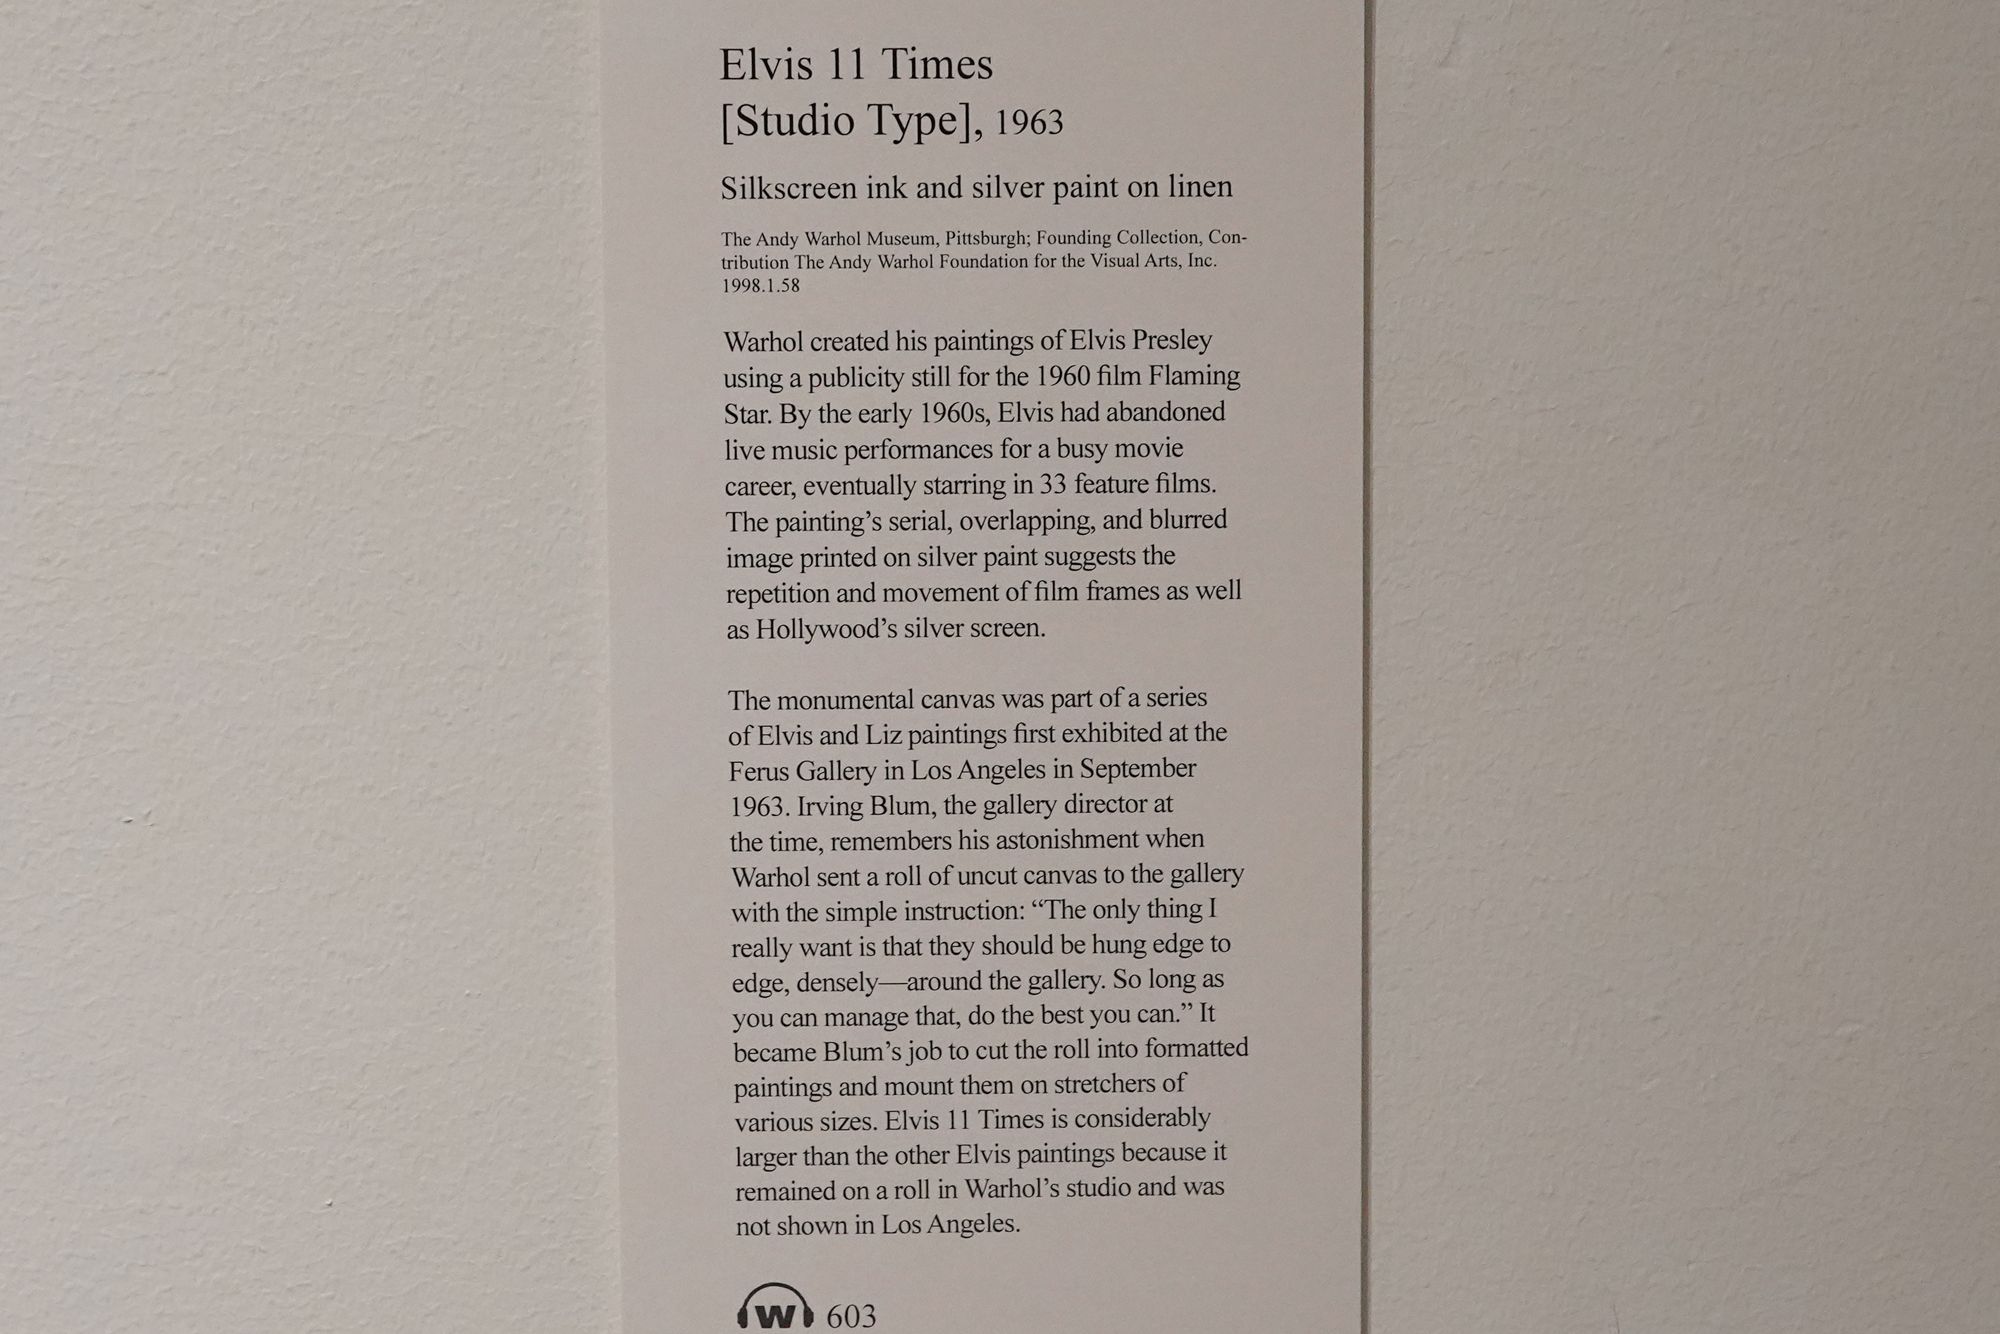 Elvis 11 Times
[Studio Type], 1963
Silkscreen ink and silver paint on linen
The Andy Warhol Museum, Pittsburgh; Founding Collection, Con-
tribution The Andy Warhol Foundation for the Visual Arts, Inc.
1998.1.58
Warhol created his paintings of Elvis Presley
using a publicity still for the 1960 film Flaming
Star. By the early 1960s, Elvis had abandoned
live music performances for a busy movie
career, eventually starring in 33 feature films.
The painting’s serial, overlapping, and blurred
image printed on silver paint suggests the
repetition and movement of film frames as well
as Hollywood’s silver screen.
The monumental canvas was part of a series
of Elvis and Liz paintings first exhibited at the
Ferus Gallery in Los Angeles in September
1963. Irving Blum, the gallery director at
the time, remembers his astonishment when
Warhol sent a roll of uncut canvas to the gallery
with the simple instruction: “The only thing I
really want is that they should be hung edge to
edge, densely—around the gallery. So long as
you can manage that, do the best you can.” It
became Blum’s job to cut the roll into formatted
paintings and mount them on stretchers of
various sizes. Elvis 11 Times is considerably
larger than the other Elvis paintings because it
remained on a roll in Warhol’s studio and was
not shown in Los Angeles.
W 603